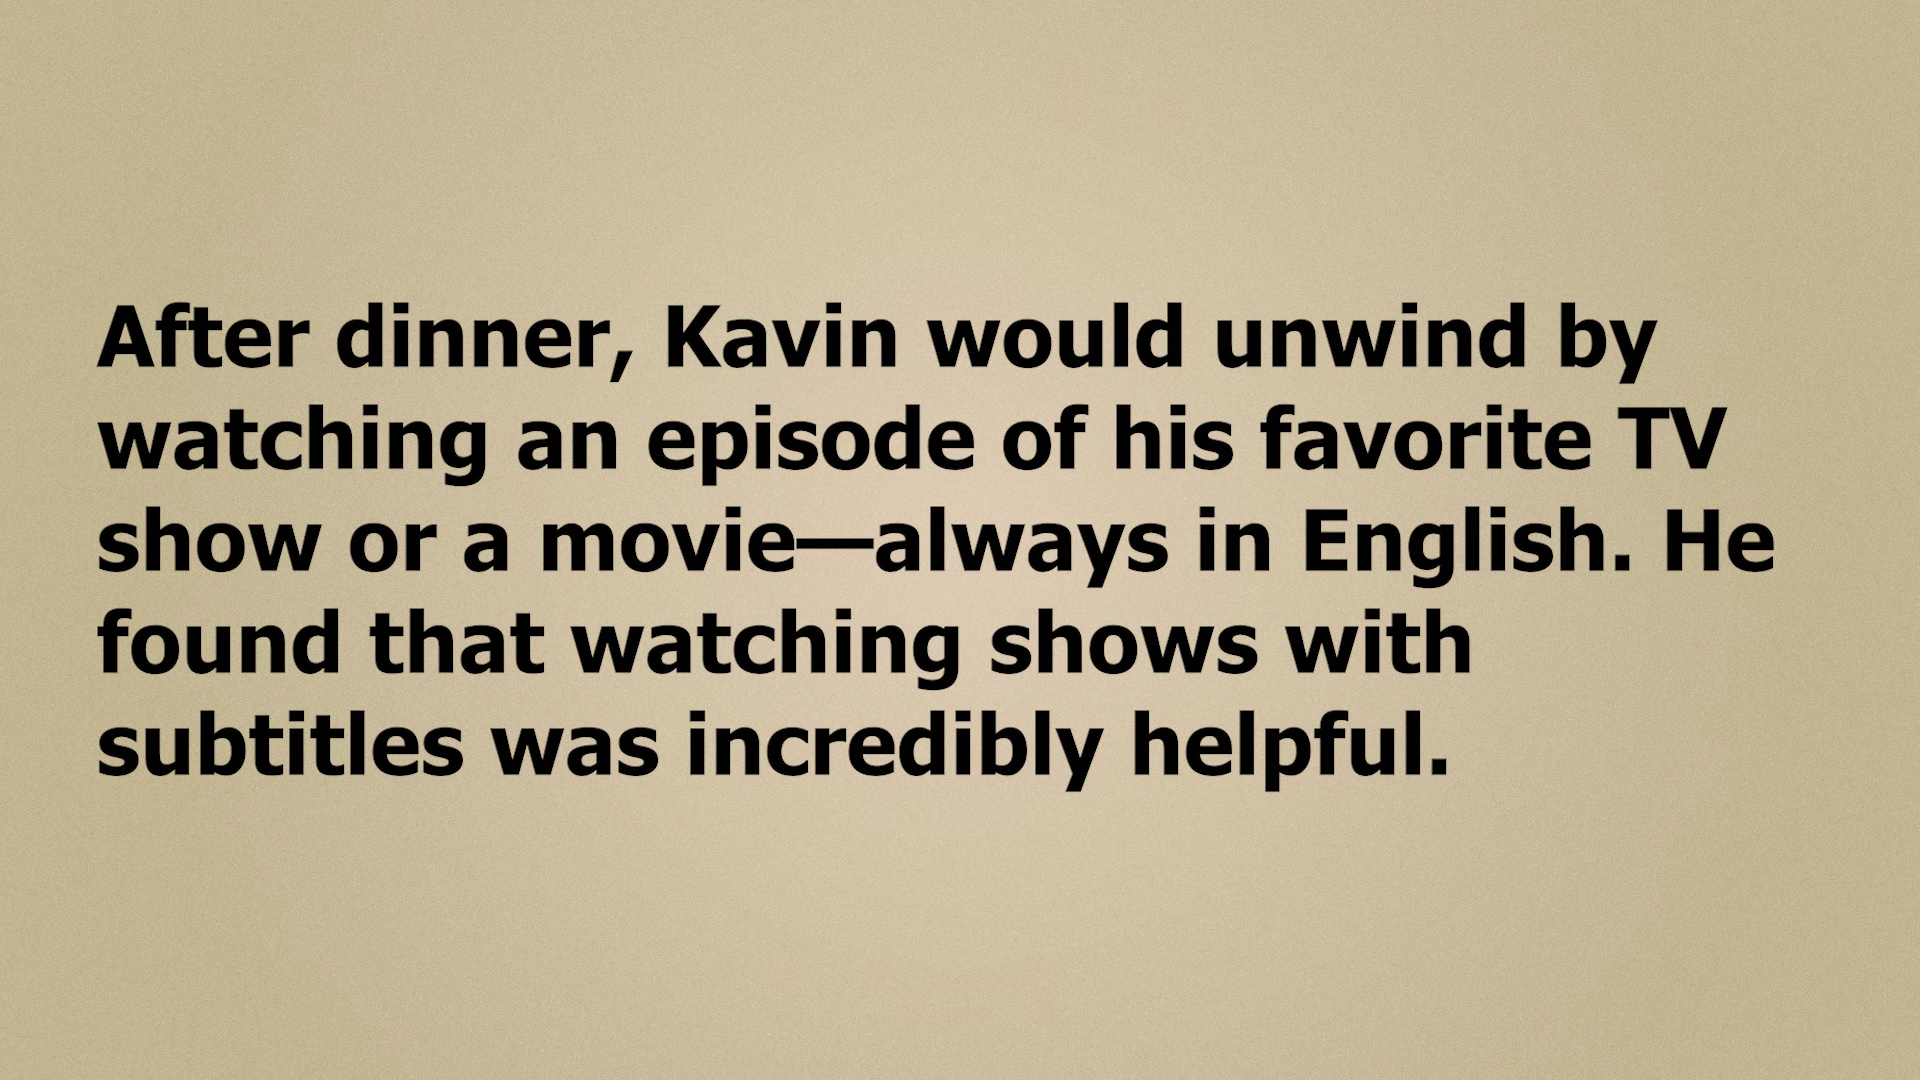 After dinner, Kavin would unwind by
watching an episode of his favorite TV
show or a movie—always in English. He
found that watching shows with
subtitles was incredibly helpful.